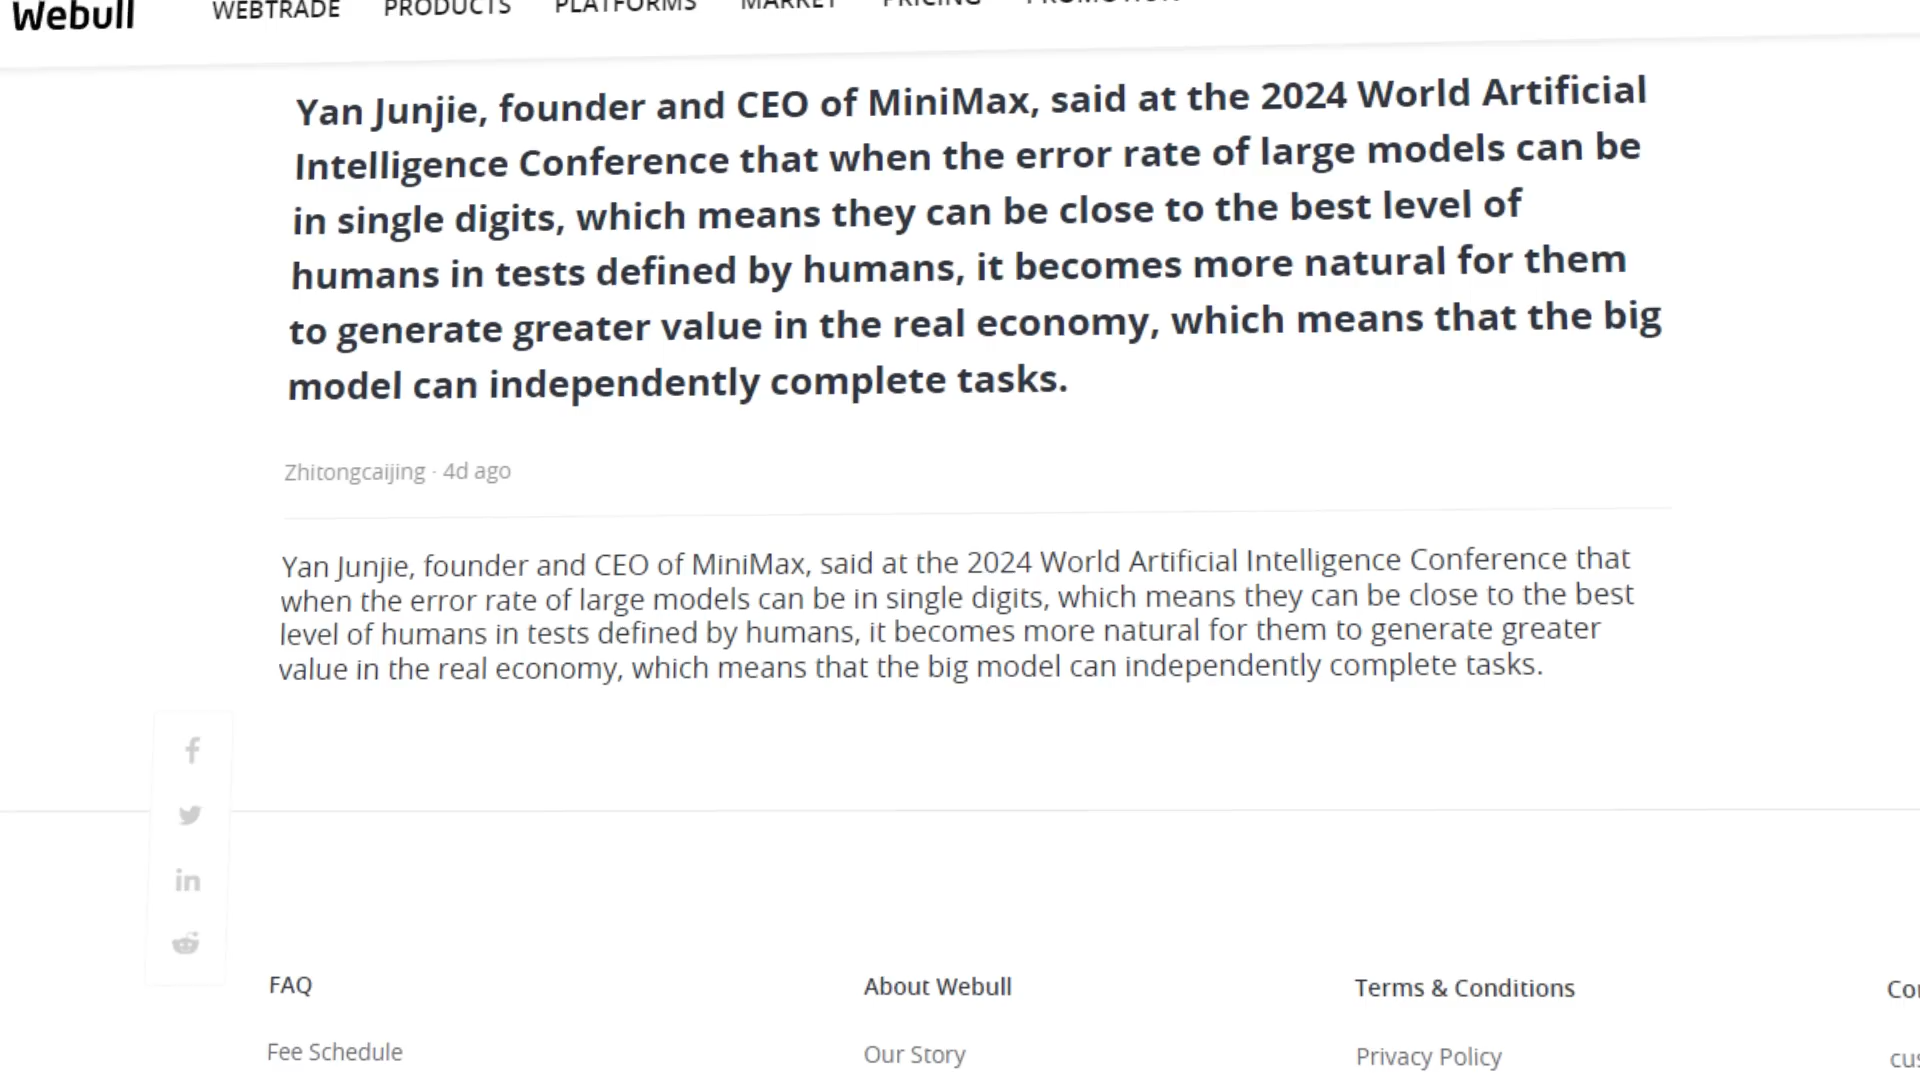 Webull
WEBTRADE PRODUCTS PLATFORMS MARKET PRICING
Yan Junjie, founder and CEO of MiniMax, said at the 2024 World Artificial
Intelligence Conference that when the error rate of large models can be
in single digits, which means they can be close to the best level of
humans in tests defined by humans, it becomes more natural for them
to generate greater value in the real economy, which means that the big
model can independently complete tasks.
Zhitongcaijing · 4d ago
Yan Junjie, founder and CEO of MiniMax, said at the 2024 World Artificial Intelligence Conference that
when the error rate of large models can be in single digits, which means they can be close to the best
level of humans in tests defined by humans, it becomes more natural for them to generate greater
value in the real economy, which means that the big model can independently complete tasks.
FAQ About Webull Terms & Conditions
Fee Schedule Our Story Privacy Policy